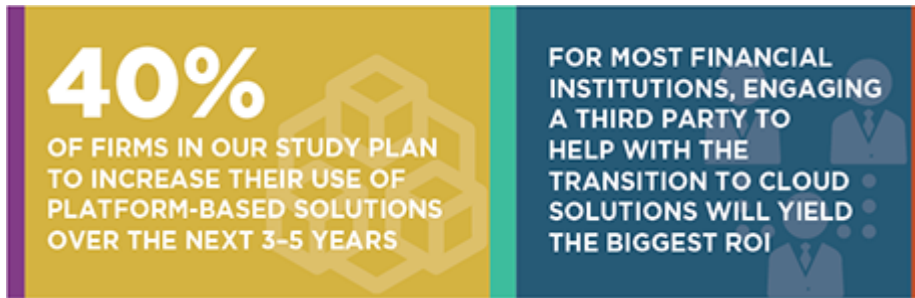 40%
OF FIRMS IN OUR STUDY PLAN
TO INCREASE THEIR USE OF
PLATFORM-BASED SOLUTIONS
OVER THE NEXT 3–5 YEARS
FOR MOST FINANCIAL
INSTITUTIONS, ENGAGING
A THIRD PARTY TO
HELP WITH THE
TRANSITION TO CLOUD
SOLUTIONS WILL YIELD
THE BIGGEST ROI